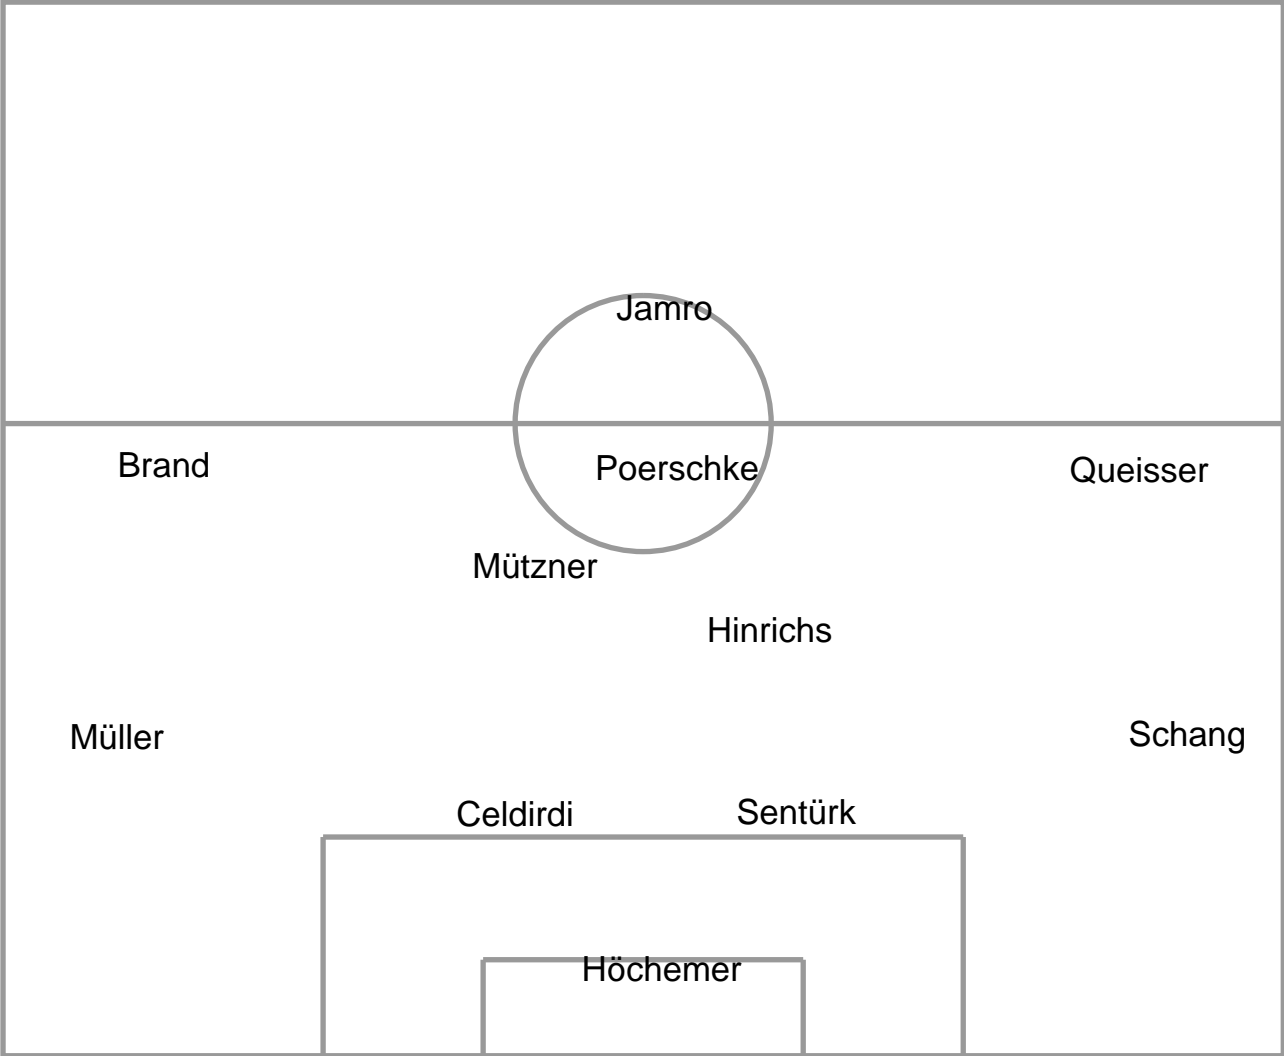 Jamro
Brand Poerschke Queisser
Mützner
Hinrichs
Müller Schang
Celdirdi Sentürk
Höchemer